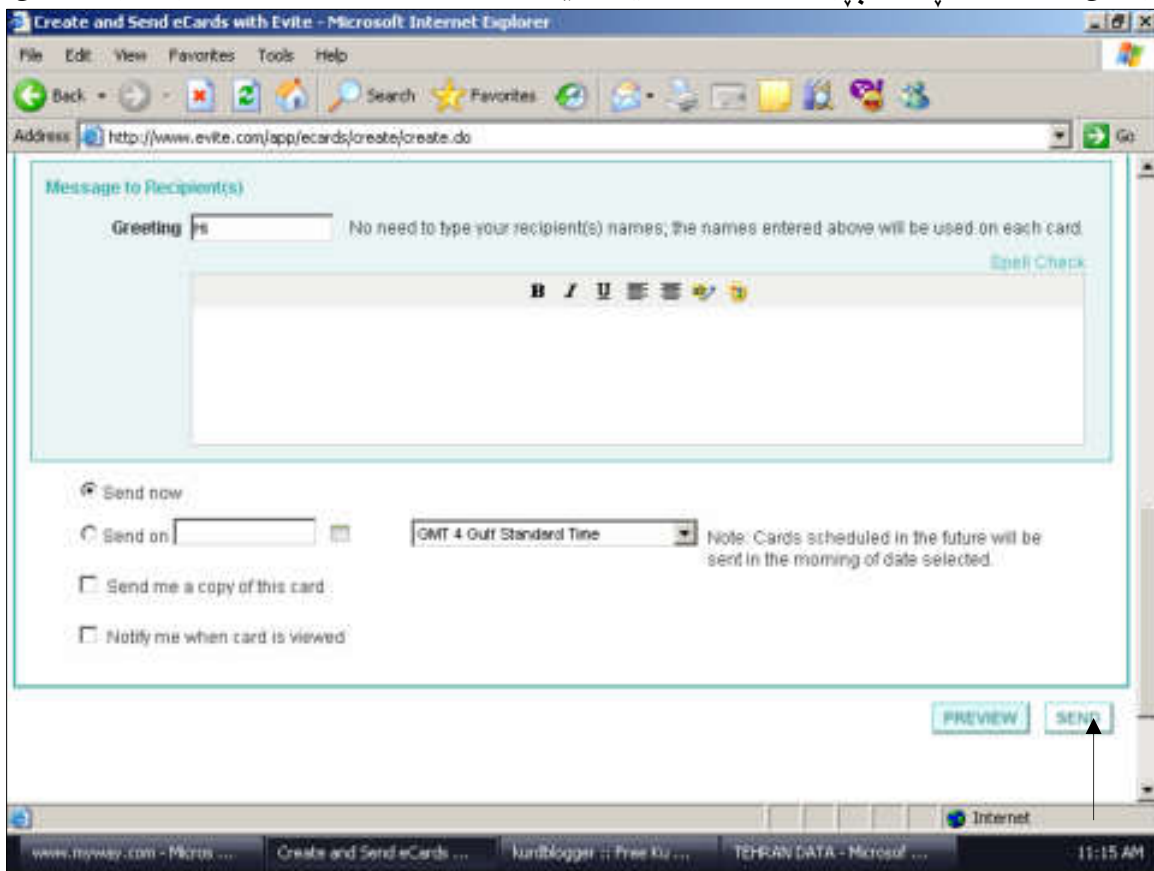 Create and Send eCards with Evite - Microsoft Internet Explorer
File Edit View Favorites Tools Help
Back Search Favorites
Address http://www.evite.com/app/ecards/create/create.do Go
Message to Recipient(s)
Greeting Hi No need to type your recipient(s) names; the names entered above will be used on each card.
Spell Check
B I U
Send now
Send on GMT 4 Gulf Standard Time Note: Cards scheduled in the future will be
sent in the morning of date selected.
Send me a copy of this card
Notify me when card is viewed
PREVIEW SEND
Internet
www.myway.com - Micros ... Create and Send eCards ... kurdblogger :: Free Ku ... TEHRAN DATA - Microsof ... 11:15 AM